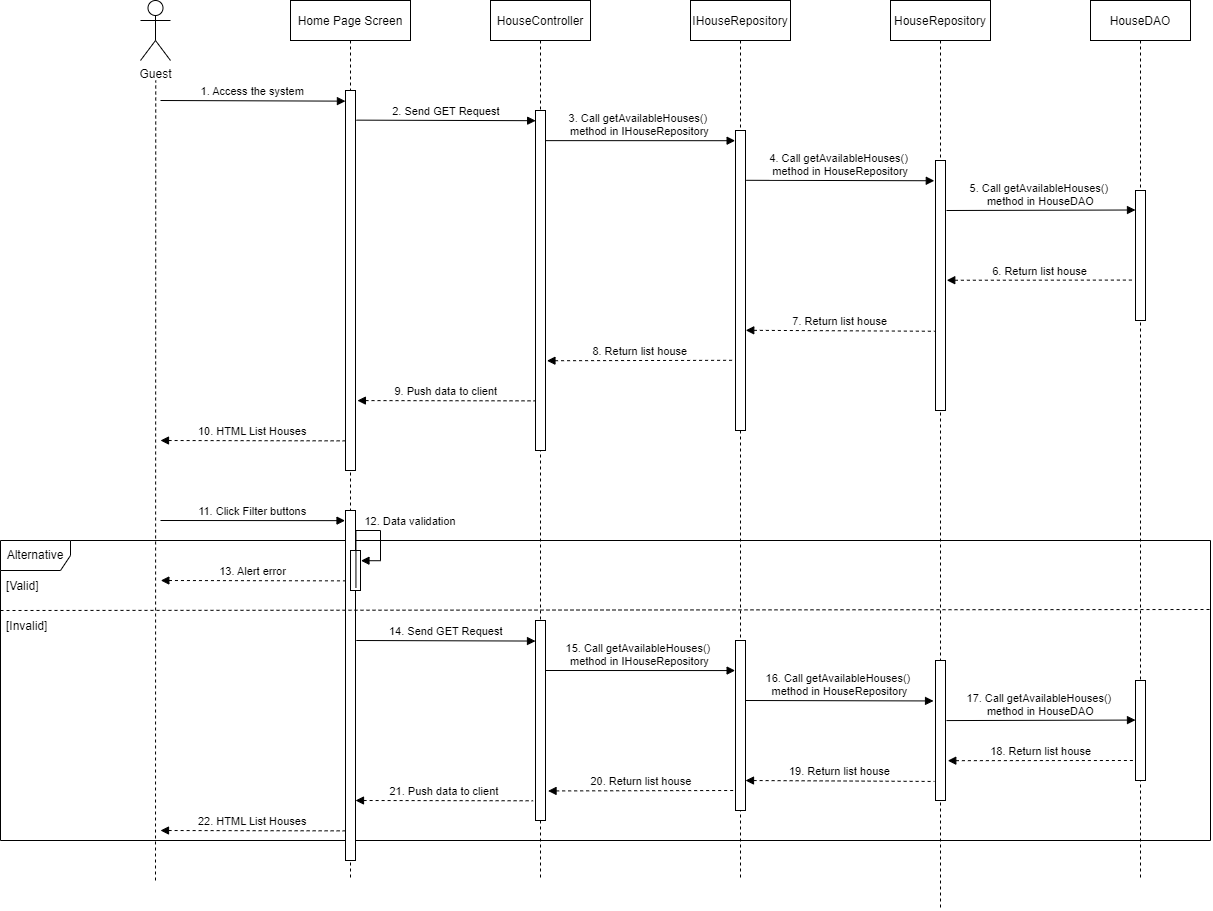 Home Page Screen
HouseController
IHouseRepository
HouseRepository
HouseDAO
Guest
1. Access the system
2. Send GET Request
3. Call getAvailableHouses()
method in IHouseRepository
4. Call getAvailableHouses()
method in HouseRepository
5. Call getAvailableHouses()
method in HouseDAO
6. Return list house
7. Return list house
8. Return list house
9. Push data to client
10. HTML List Houses
11. Click Filter buttons
12. Data validation
Alternative
13. Alert error
[Valid]
[Invalid]
14. Send GET Request
15. Call getAvailableHouses()
method in IHouseRepository
16. Call getAvailableHouses()
method in HouseRepository
17. Call getAvailableHouses()
method in HouseDAO
18. Return list house
19. Return list house
20. Return list house
21. Push data to client
22. HTML List Houses